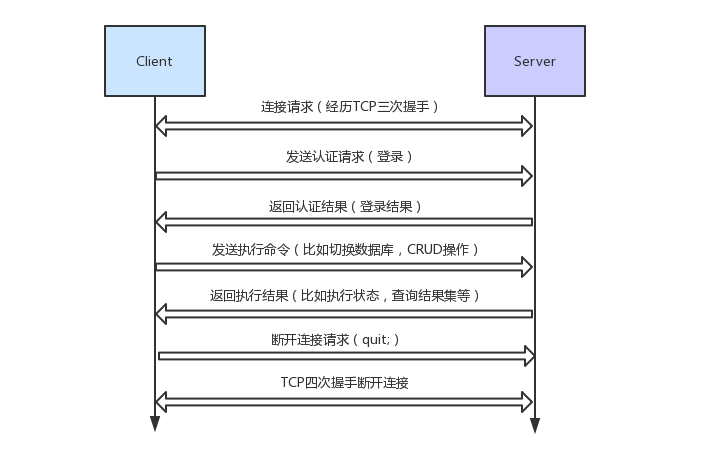 Client
Server
连接请求（经历TCP三次握手）
发送认证请求（登录）
返回认证结果（登录结果）
发送执行命令（比如切换数据库，CRUD操作）
返回执行结果（比如执行状态，查询结果集等）
断开连接请求（quit;）
TCP四次握手断开连接